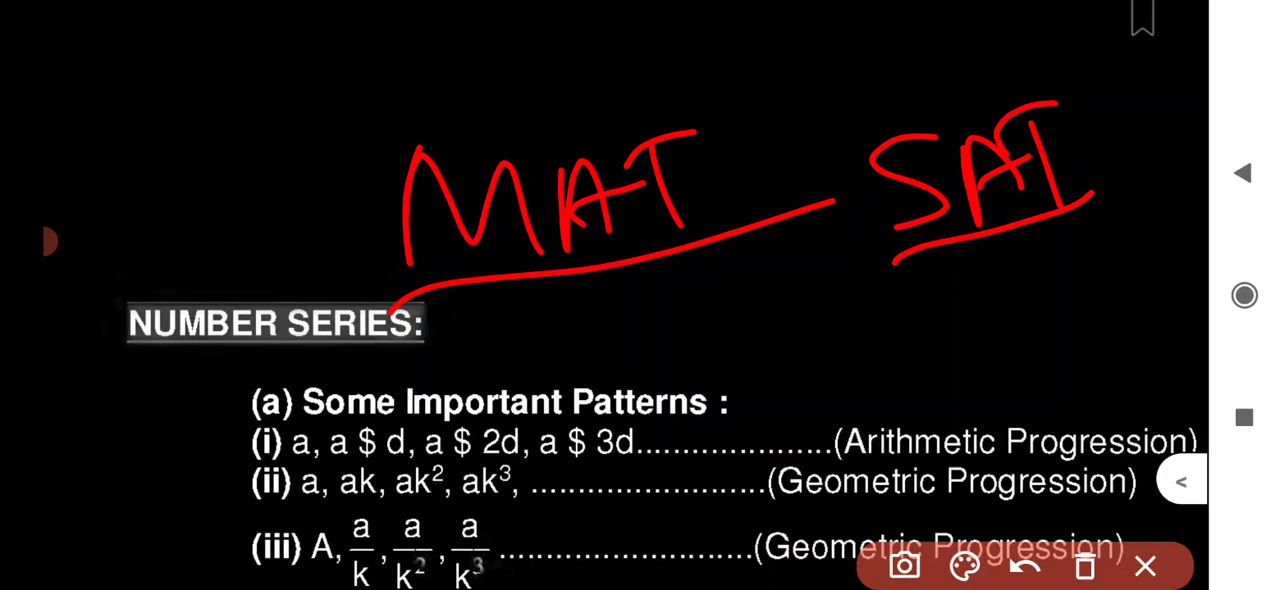 MAT SAT
NUMBER SERIES:
(a) Some Important Patterns :
(i) a, a $ d, a $ 2d, a $ 3d.....................(Arithmetic Progression)
(ii) a, ak, ak², ak³, .........................(Geometric Progression)
(iii) A, a/k, a/k², a/k³ ...........................(Geometric Progression)
<